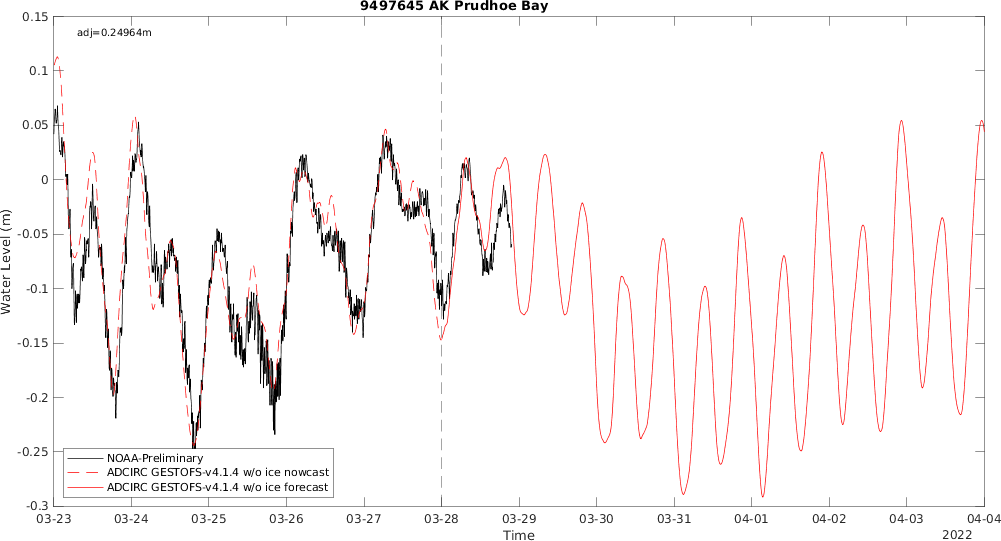 9497645 AK Prudhoe Bay
adj=0.24964m
0.15
0.1
0.05
0
-0.05
-0.1
-0.15
-0.2
-0.25
-0.3
Water Level (m)
NOAA-Preliminary
ADCIRC GESTOFS-v4.1.4 w/o ice nowcast
ADCIRC GESTOFS-v4.1.4 w/o ice forecast
03-23 03-24 03-25 03-26 03-27 03-28 03-29 03-30 03-31 04-01 04-02 04-03 04-04
Time
2022